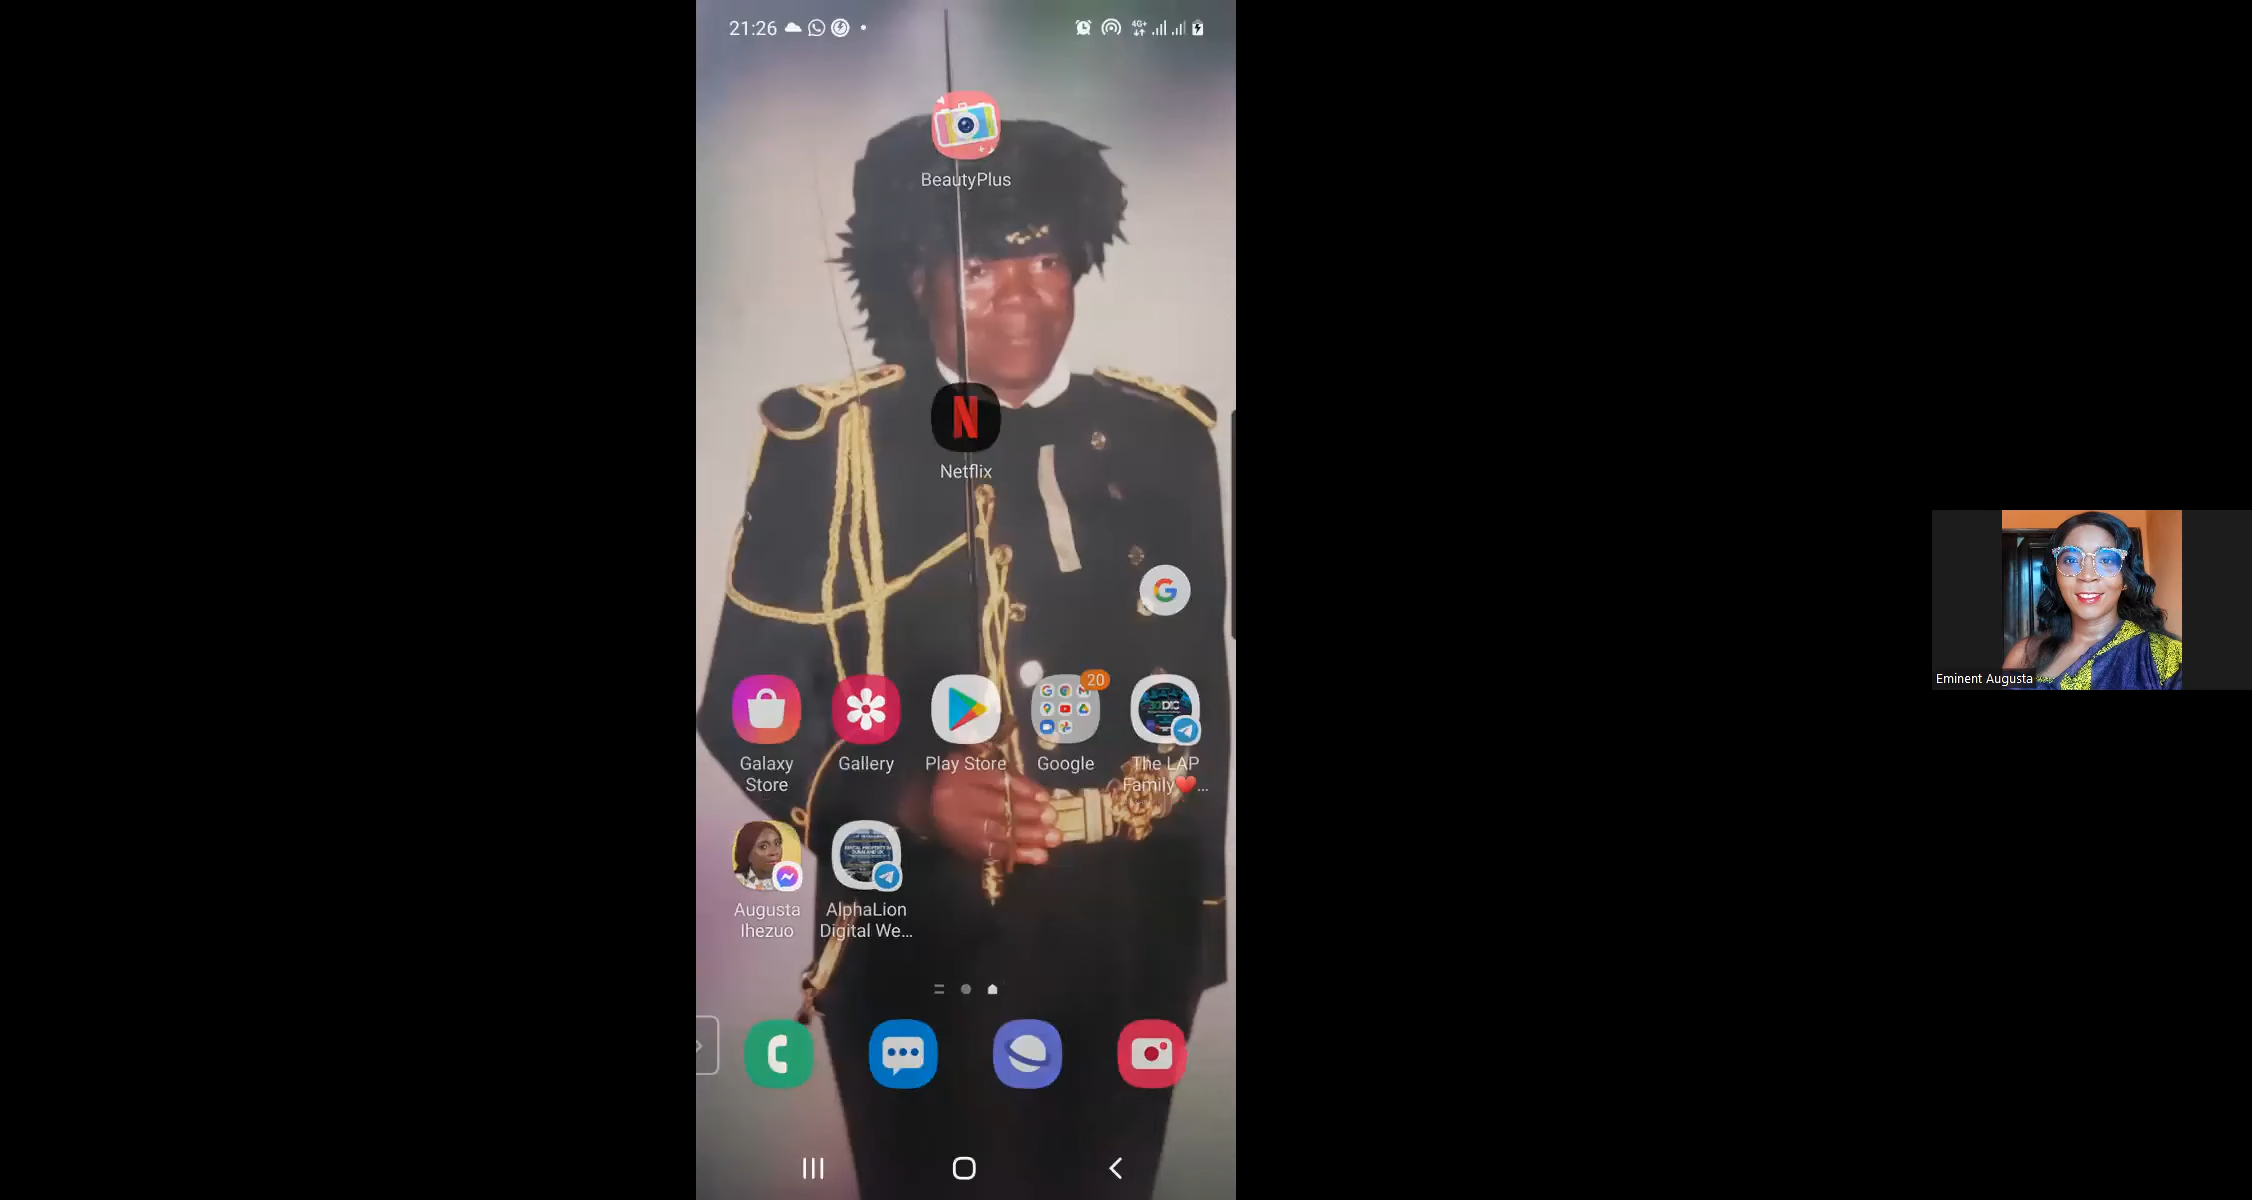 21:26
4G+
BeautyPlus
Netflix
20
Galaxy
Store
Gallery
Play Store
Google
The LAP
Family❤️...
Augusta
Ihezuo
AlphaLion
Digital We...
Eminent Augusta